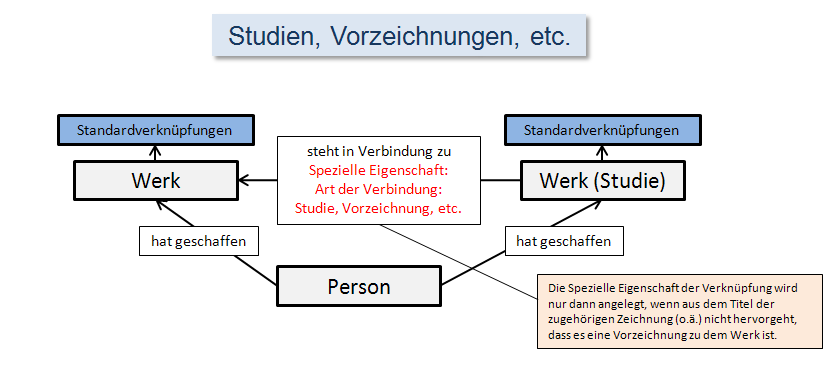 Studien, Vorzeichnungen, etc.
Standardverknüpfungen
Standardverknüpfungen
steht in Verbindung zu
Spezielle Eigenschaft:
Art der Verbindung:
Studie, Vorzeichnung, etc.
Werk
Werk (Studie)
hat geschaffen
hat geschaffen
Person
Die Spezielle Eigenschaft der Verknüpfung wird
nur dann angelegt, wenn aus dem Titel der
zugehörigen Zeichnung (o.ä.) nicht hervorgeht,
dass es eine Vorzeichnung zu dem Werk ist.